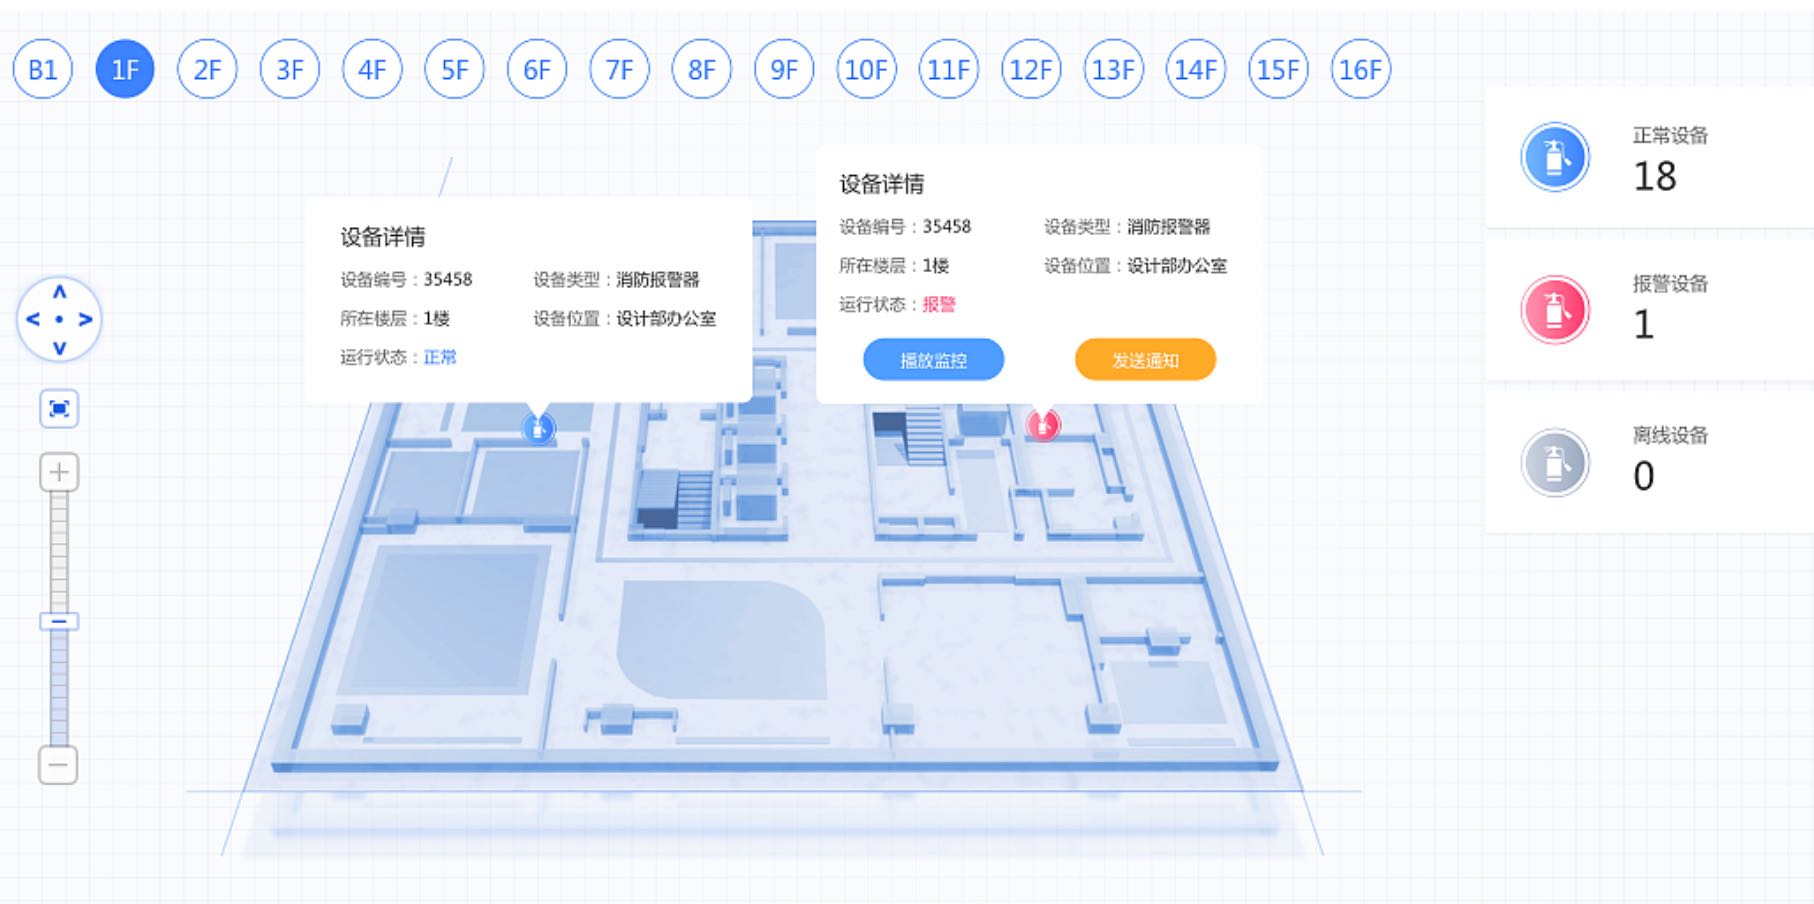 B1 1F 2F 3F 4F 5F 6F 7F 8F 9F 10F 11F 12F 13F 14F 15F 16F
设备详情
设备编号：35458 设备类型：消防报警器
所在楼层：1楼 设备位置：设计部办公室
运行状态：正常
设备详情
设备编号：35458 设备类型：消防报警器
所在楼层：1楼 设备位置：设计部办公室
运行状态：报警
播放监控 发送通知
正常设备
18
报警设备
1
离线设备
0